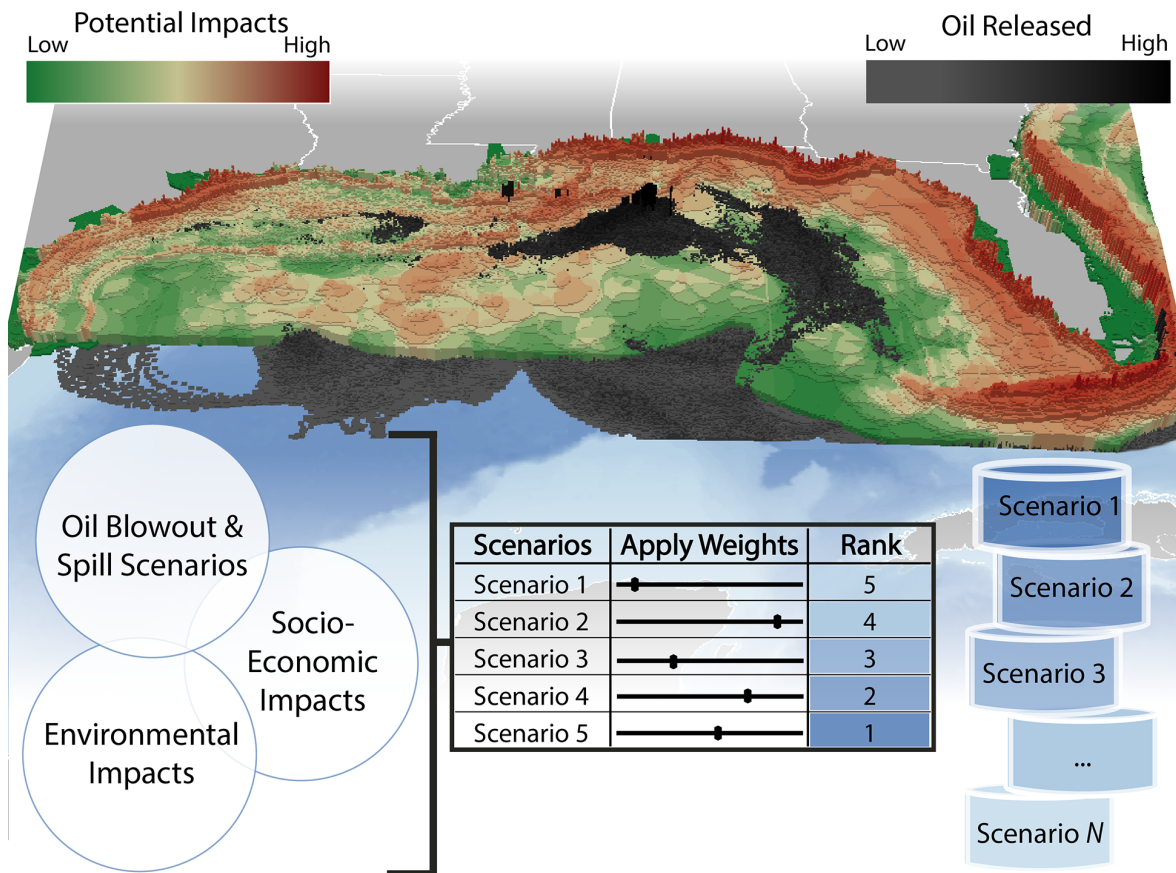 Potential Impacts
Low High
Oil Released
Low High
Oil Blowout &
Spill Scenarios
Socio-
Economic
Impacts
Environmental
Impacts
Scenarios Apply Weights Rank
Scenario 1 5
Scenario 2 4
Scenario 3 3
Scenario 4 2
Scenario 5 1
Scenario 1
Scenario 2
Scenario 3
...
Scenario N